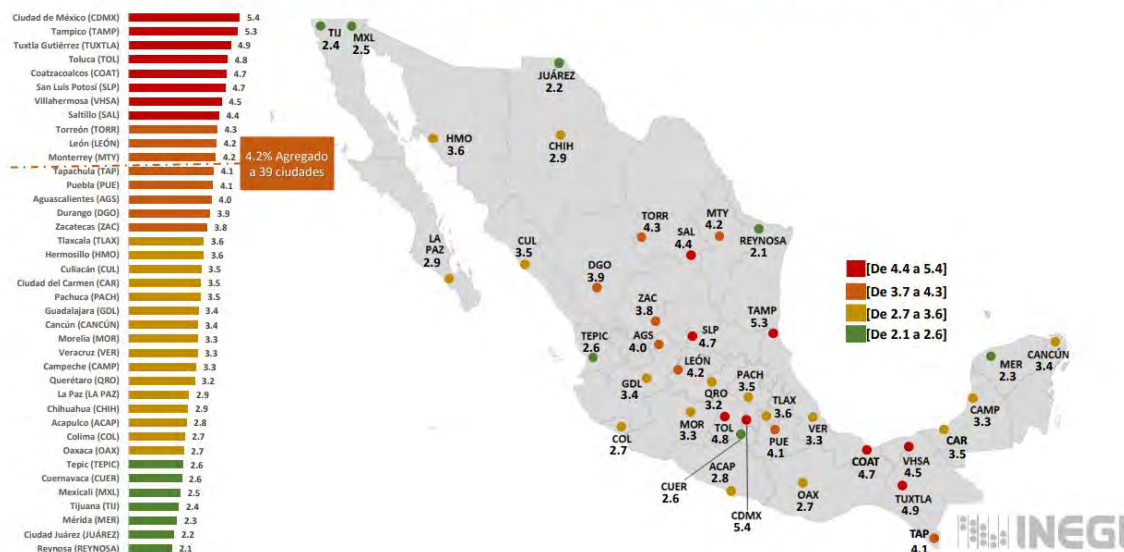 Ciudad de México (CDMX) 5.4
Tampico (TAMP) 5.3
Tuxtla Gutiérrez (TUXTLA) 4.9
Toluca (TOL) 4.8
Coatzacoalcos (COAT) 4.7
San Luis Potosí (SLP) 4.7
Villahermosa (VHSA) 4.5
Saltillo (SAL) 4.4
Torreón (TORR) 4.3
León (LEÓN) 4.2
Monterrey (MTY) 4.2
Tapachula (TAP) 4.1
Puebla (PUE) 4.1
Aguascalientes (AGS) 4.0
Durango (DGO) 3.9
Zacatecas (ZAC) 3.8
Tlaxcala (TLAX) 3.6
Hermosillo (HMO) 3.6
Culiacán (CUL) 3.5
Ciudad del Carmen (CAR) 3.5
Pachuca (PACH) 3.5
Guadalajara (GDL) 3.4
Cancún (CANCÚN) 3.4
Morelia (MOR) 3.3
Veracruz (VER) 3.3
Campeche (CAMP) 3.3
Querétaro (QRO) 3.2
La Paz (LA PAZ) 2.9
Chihuahua (CHIH) 2.9
Acapulco (ACAP) 2.8
Colima (COL) 2.7
Oaxaca (OAX) 2.7
Tepic (TEPIC) 2.6
Cuernavaca (CUER) 2.6
Mexicali (MXL) 2.5
Tijuana (TIJ) 2.4
Mérida (MER) 2.3
Ciudad Juárez (JUÁREZ) 2.2
Reynosa (REYNOSA) 2.1
4.2% Agregado
a 39 ciudades
TIJ
2.4
MXL
2.5
JUÁREZ
2.2
HMO
3.6
CHIH
2.9
LA
PAZ
2.9
CUL
3.5
TORR
4.3
SAL
4.4
MTY
4.2
REYNOSA
2.1
DGO
3.9
ZAC
3.8
TAMP
5.3
TEPIC
2.6
AGS
4.0
SLP
4.7
LEÓN
4.2
GDL
3.4
QRO
3.2
PACH
3.5
TLAX
3.6
COL
2.7
MOR
3.3
TOL
4.8
PUE
4.1
VER
3.3
CUER
2.6
ACAP
2.8
CDMX
5.4
OAX
2.7
COAT
4.7
VHSA
4.5
TUXTLA
4.9
TAP
4.1
CAR
3.5
CAMP
3.3
MER
2.3
CANCÚN
3.4
[De 4.4 a 5.4]
[De 3.7 a 4.3]
[De 2.7 a 3.6]
[De 2.1 a 2.6]
INEGI